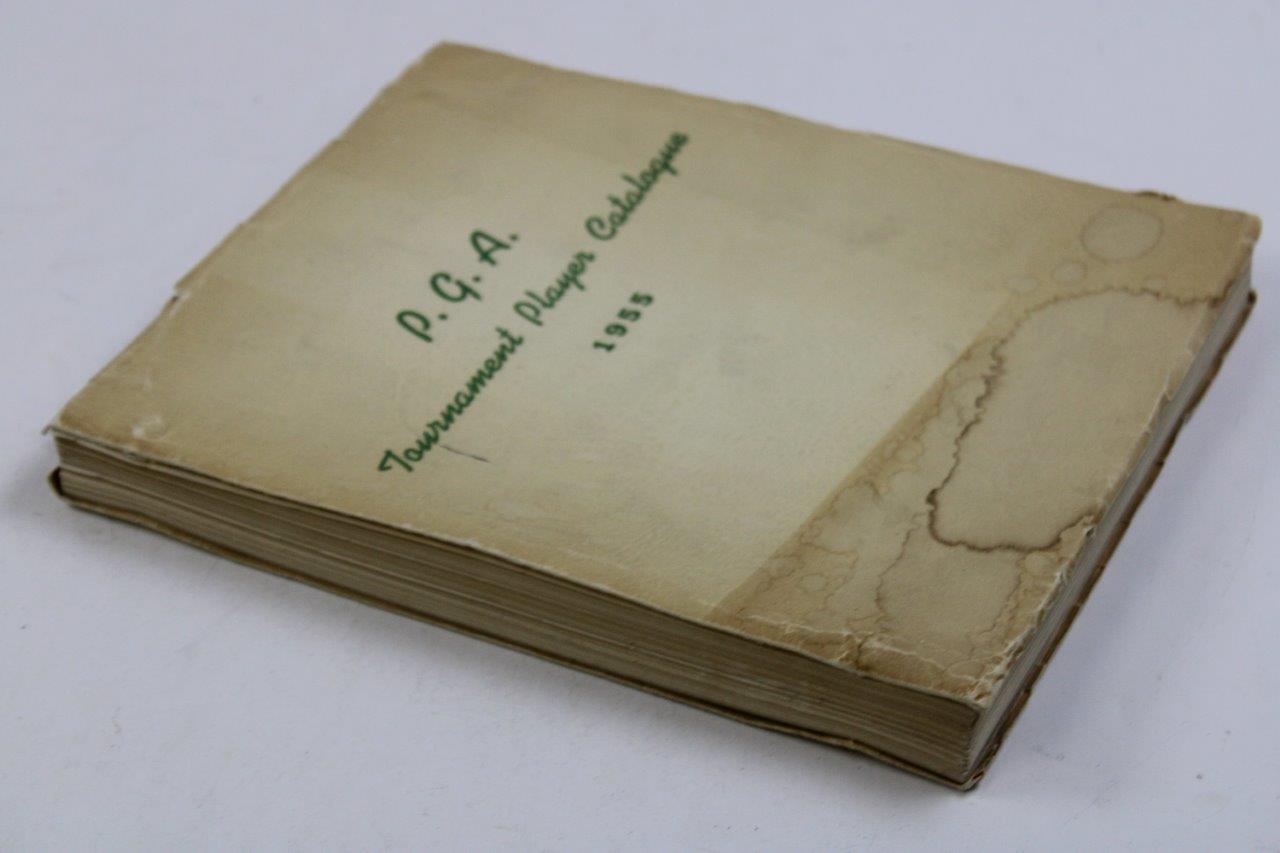 P. G. A.
Tournament Player Catalogue
1955